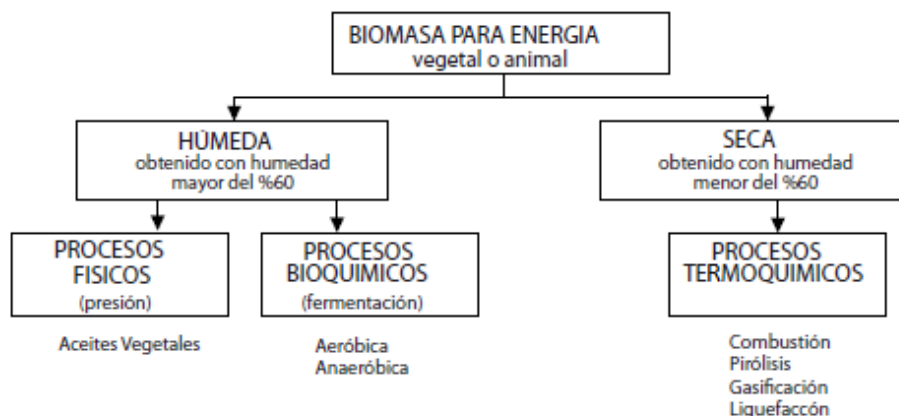 BIOMASA PARA ENERGIA
vegetal o animal
HÚMEDA
obtenido con humedad
mayor del %60
SECA
obtenido con humedad
menor del %60
PROCESOS
FISICOS
(presión)
PROCESOS
BIOQUIMICOS
(fermentación)
PROCESOS
TERMOQUIMICOS
Aceites Vegetales
Aeróbica
Anaeróbica
Combustión
Pirólisis
Gasificación
Liquefaccón